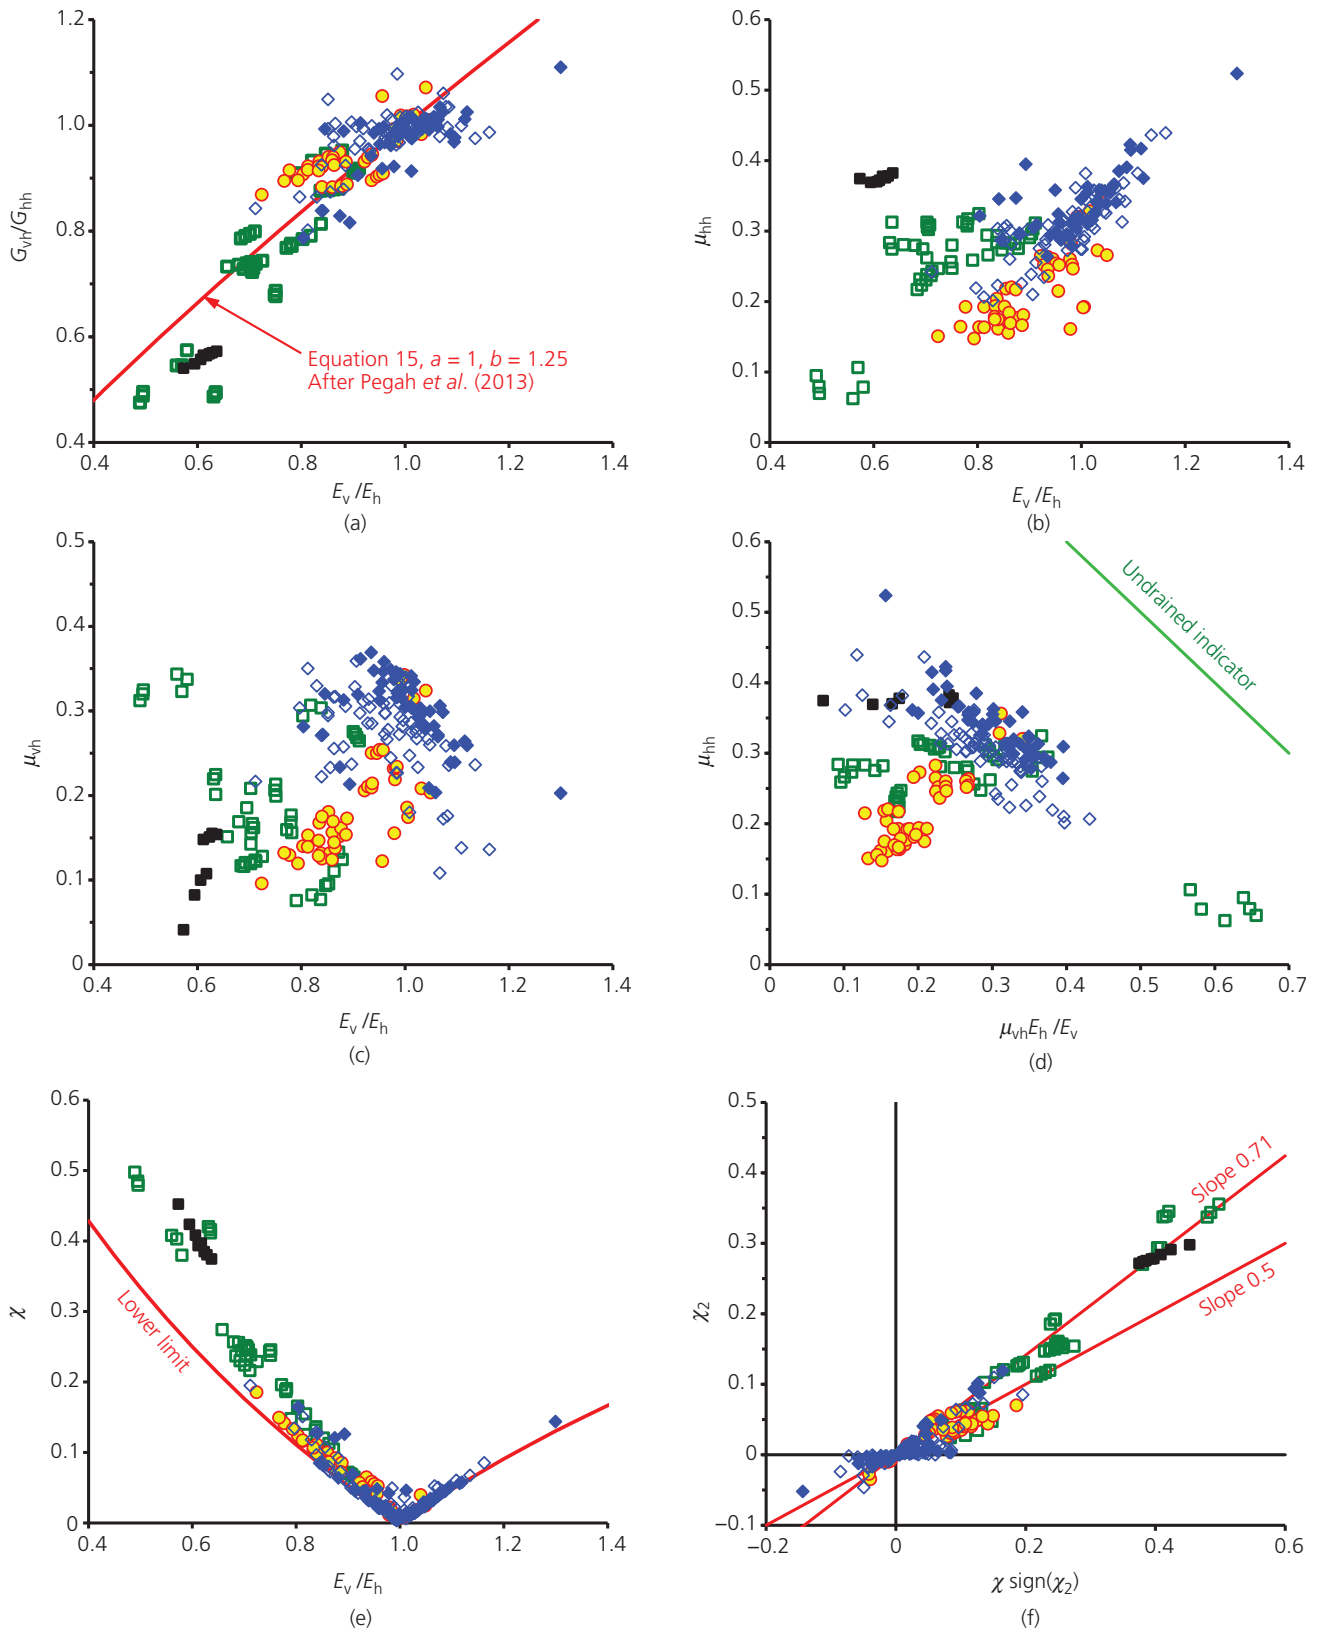 1.2
1.0
0.8
0.6
0.4
G_vh/G_hh
Equation 15, a = 1, b = 1.25
After Pegah et al. (2013)
0.4 0.6 0.8 1.0 1.2 1.4
E_v /E_h
(a)
0.6
0.5
0.4
0.3
0.2
0.1
0
μ_hh
0.4 0.6 0.8 1.0 1.2 1.4
E_v /E_h
(b)
0.5
0.4
0.3
0.2
0.1
0
μ_vh
0.4 0.6 0.8 1.0 1.2 1.4
E_v /E_h
(c)
0.6
0.5
0.4
0.3
0.2
0.1
0
μ_hh
Undrained indicator
0 0.1 0.2 0.3 0.4 0.5 0.6 0.7
μ_vhE_h /E_v
(d)
0.6
0.5
0.4
0.3
0.2
0.1
0
χ
Lower limit
0.4 0.6 0.8 1.0 1.2 1.4
E_v /E_h
(e)
0.5
0.4
0.3
0.2
0.1
0
−0.1
χ_2
Slope 0.71
Slope 0.5
−0.2 0 0.2 0.4 0.6
χ sign(χ_2)
(f)